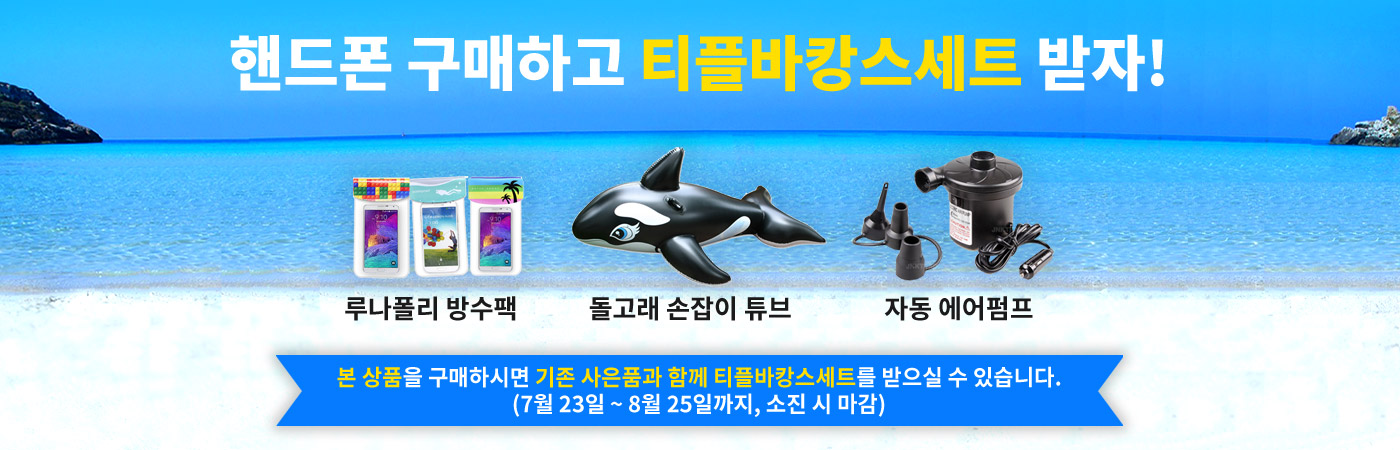 핸드폰 구매하고 티플바캉스세트 받자!
루나폴리 방수팩
돌고래 손잡이 튜브
자동 에어펌프
본 상품을 구매하시면 기존 사은품과 함께 티플바캉스세트를 받으실 수 있습니다.
(7월 23일 ~ 8월 25일까지, 소진 시 마감)